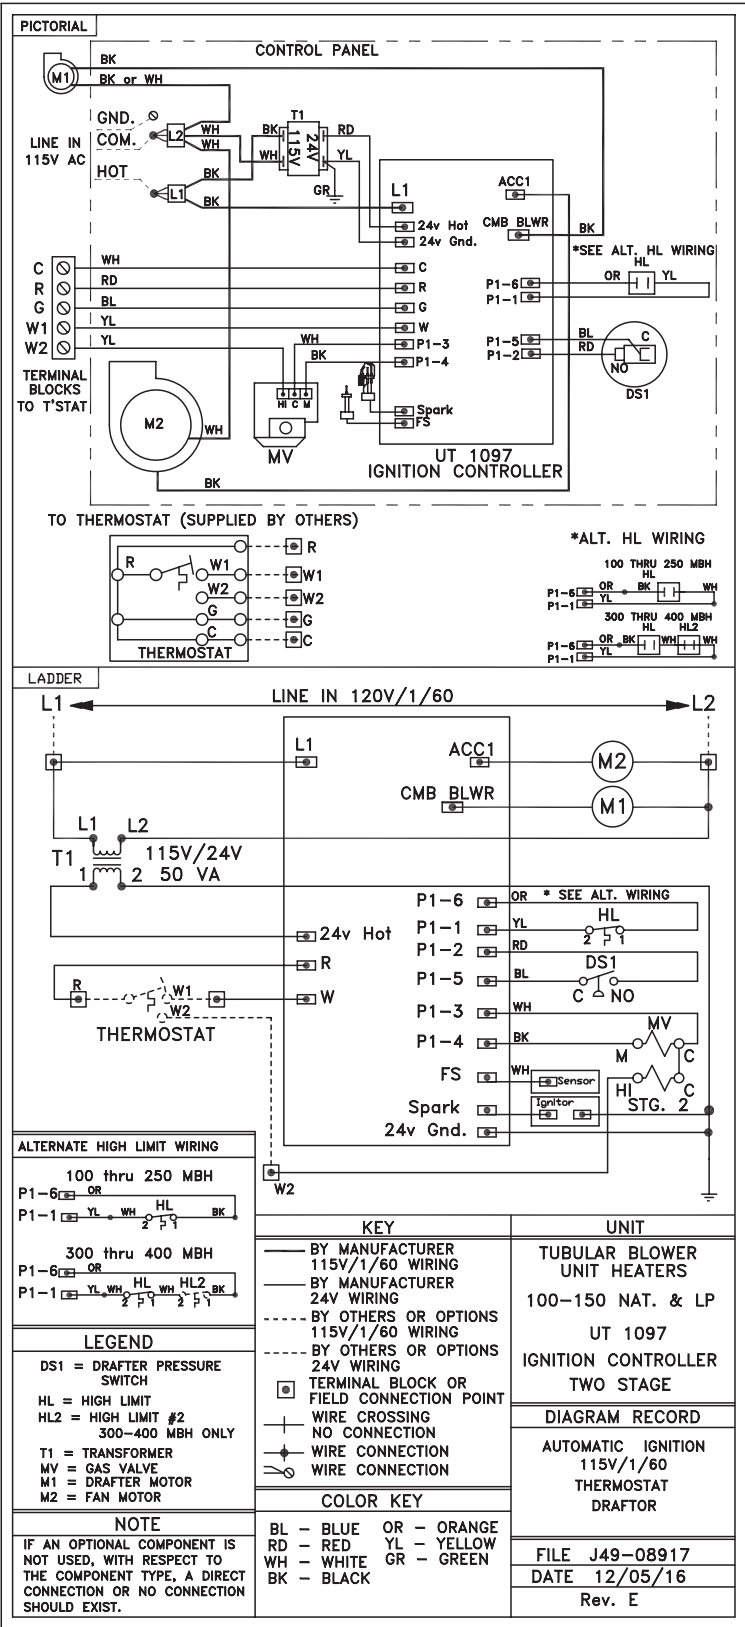 PICTORIAL
CONTROL PANEL
M1
BK
BK or WH
GND.
COM.
LINE IN
115V AC
HOT
L2
WH
WH
L1
BK
BK
T1
BK
WH
115V
24V
RD
YL
GR
L1
24v Hot
24v Gnd.
ACC1
CMB BLWR
BK
*SEE ALT. HL WIRING
HL
OR
YL
P1-6
P1-1
C
R
G
W1
W2
WH
RD
BL
YL
YL
C
R
G
W
P1-3
P1-4
WH
BK
P1-5
P1-2
BL
RD
C
NO
DS1
TERMINAL
BLOCKS
TO T'STAT
M2
WH
BK
HI C M
MV
Spark
FS
UT 1097
IGNITION CONTROLLER
TO THERMOSTAT (SUPPLIED BY OTHERS)
R
W1
W2
G
C
THERMOSTAT
R
W1
W2
G
C
*ALT. HL WIRING
100 THRU 250 MBH
HL
P1-6
OR
BK
WH
P1-1
YL
300 THRU 400 MBH
HL
HL2
P1-6
OR
BK
WH
WH
P1-1
YL
LADDER
L1
LINE IN 120V/1/60
L2
L1
ACC1
M2
CMB BLWR
M1
L1
L2
T1
115V/24V
50 VA
1
2
P1-6
OR
* SEE ALT. WIRING
P1-1
YL
HL
2
1
24v Hot
P1-2
RD
R
P1-5
BL
DS1
C
NO
R
W1
W2
W
THERMOSTAT
P1-3
WH
P1-4
BK
MV
M
C
FS
WH
Sensor
HI
C
STG. 2
Spark
Ignitor
24v Gnd.
W2
ALTERNATE HIGH LIMIT WIRING
100 thru 250 MBH
P1-6
OR
P1-1
YL
WH
HL
2
1
BK
300 thru 400 MBH
P1-6
OR
P1-1
YL
WH
HL
2
1
WH
HL2
2
1
BK
LEGEND
DS1 = DRAFTER PRESSURE
SWITCH
HL = HIGH LIMIT
HL2 = HIGH LIMIT #2
300-400 MBH ONLY
T1 = TRANSFORMER
MV = GAS VALVE
M1 = DRAFTER MOTOR
M2 = FAN MOTOR
NOTE
IF AN OPTIONAL COMPONENT IS
NOT USED, WITH RESPECT TO
THE COMPONENT TYPE, A DIRECT
CONNECTION OR NO CONNECTION
SHOULD EXIST.
KEY
BY MANUFACTURER
115V/1/60 WIRING
BY MANUFACTURER
24V WIRING
BY OTHERS OR OPTIONS
115V/1/60 WIRING
BY OTHERS OR OPTIONS
24V WIRING
TERMINAL BLOCK OR
FIELD CONNECTION POINT
WIRE CROSSING
NO CONNECTION
WIRE CONNECTION
WIRE CONNECTION
COLOR KEY
BL - BLUE
OR - ORANGE
RD - RED
YL - YELLOW
WH - WHITE
GR - GREEN
BK - BLACK
UNIT
TUBULAR BLOWER
UNIT HEATERS
100-150 NAT. & LP
UT 1097
IGNITION CONTROLLER
TWO STAGE
DIAGRAM RECORD
AUTOMATIC IGNITION
115V/1/60
THERMOSTAT
DRAFTOR
FILE J49-08917
DATE 12/05/16
Rev. E